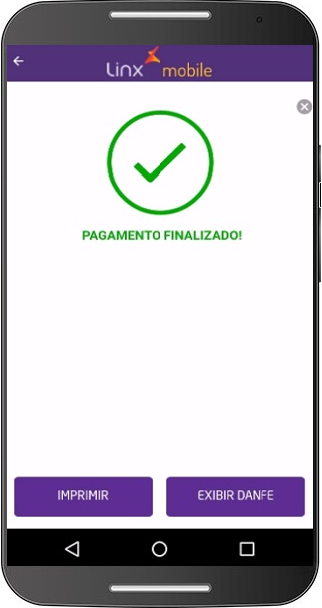 Linx mobile
PAGAMENTO FINALIZADO!
IMPRIMIR
EXIBIR DANFE